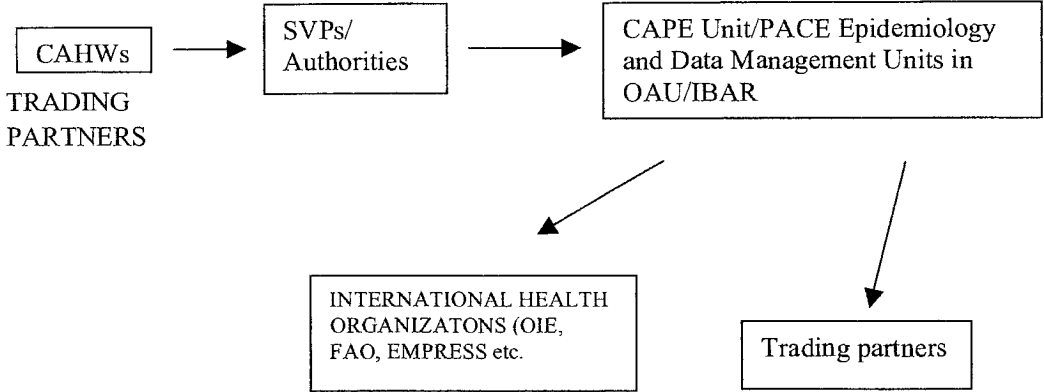 CAHWs
TRADING
PARTNERS
SVPs/
Authorities
CAPE Unit/PACE Epidemiology
and Data Management Units in
OAU/IBAR
INTERNATIONAL HEALTH
ORGANIZATONS (OIE,
FAO, EMPRESS etc.
Trading partners